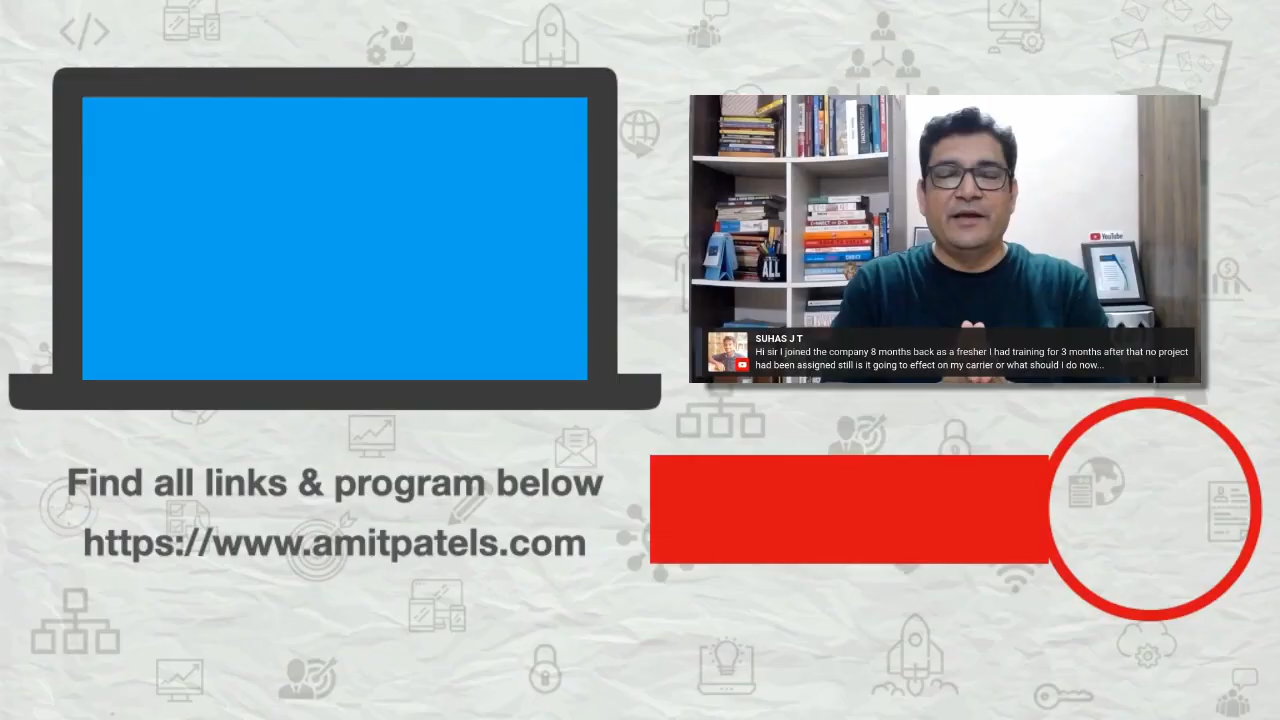 YouTube
ALL
SUHAS J T
Hi sir I joined the company 8 months back as a fresher I had training for 3 months after that no project
had been assigned still is it going to effect on my carrier or what should I do now...
Find all links & program below
https://www.amitpatels.com